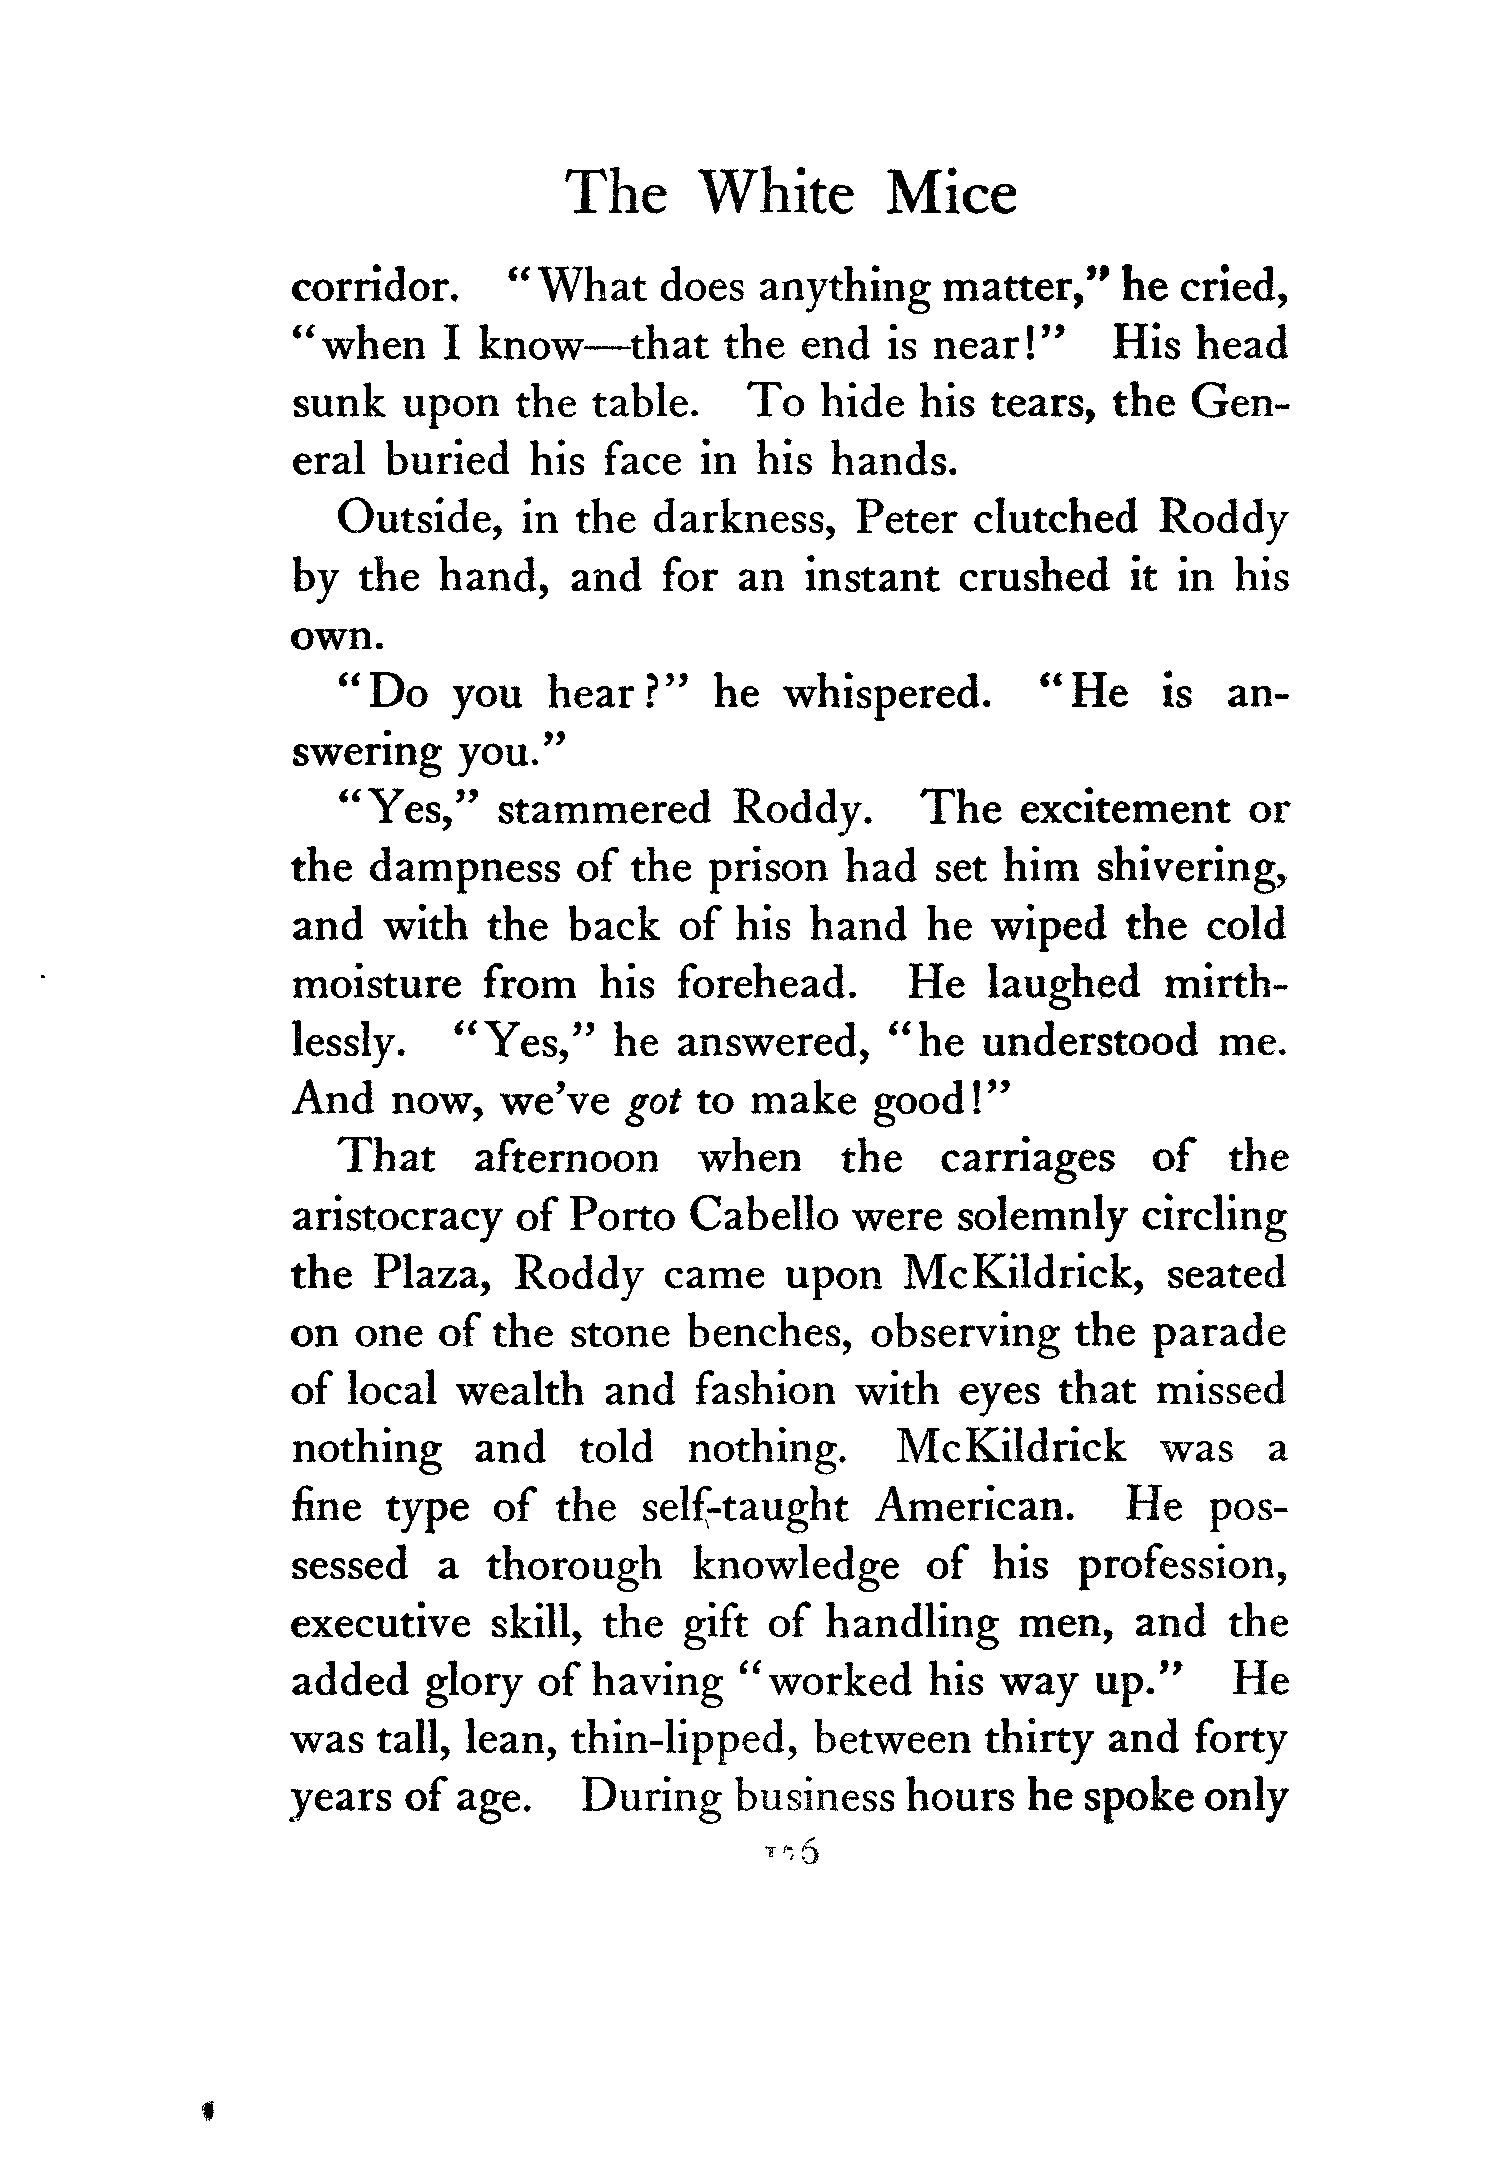 The White Mice
corridor. "What does anything matter," he cried,
"when I know—that the end is near!" His head
sunk upon the table. To hide his tears, the Gen-
eral buried his face in his hands.
Outside, in the darkness, Peter clutched Roddy
by the hand, and for an instant crushed it in his
own.
"Do you hear?" he whispered. "He is an-
swering you."
"Yes," stammered Roddy. The excitement or
the dampness of the prison had set him shivering,
and with the back of his hand he wiped the cold
moisture from his forehead. He laughed mirth-
lessly. "Yes," he answered, "he understood me.
And now, we've got to make good!"
That afternoon when the carriages of the
aristocracy of Porto Cabello were solemnly circling
the Plaza, Roddy came upon McKildrick, seated
on one of the stone benches, observing the parade
of local wealth and fashion with eyes that missed
nothing and told nothing. McKildrick was a
fine type of the self-taught American. He pos-
sessed a thorough knowledge of his profession,
executive skill, the gift of handling men, and the
added glory of having "worked his way up." He
was tall, lean, thin-lipped, between thirty and forty
years of age. During business hours he spoke only